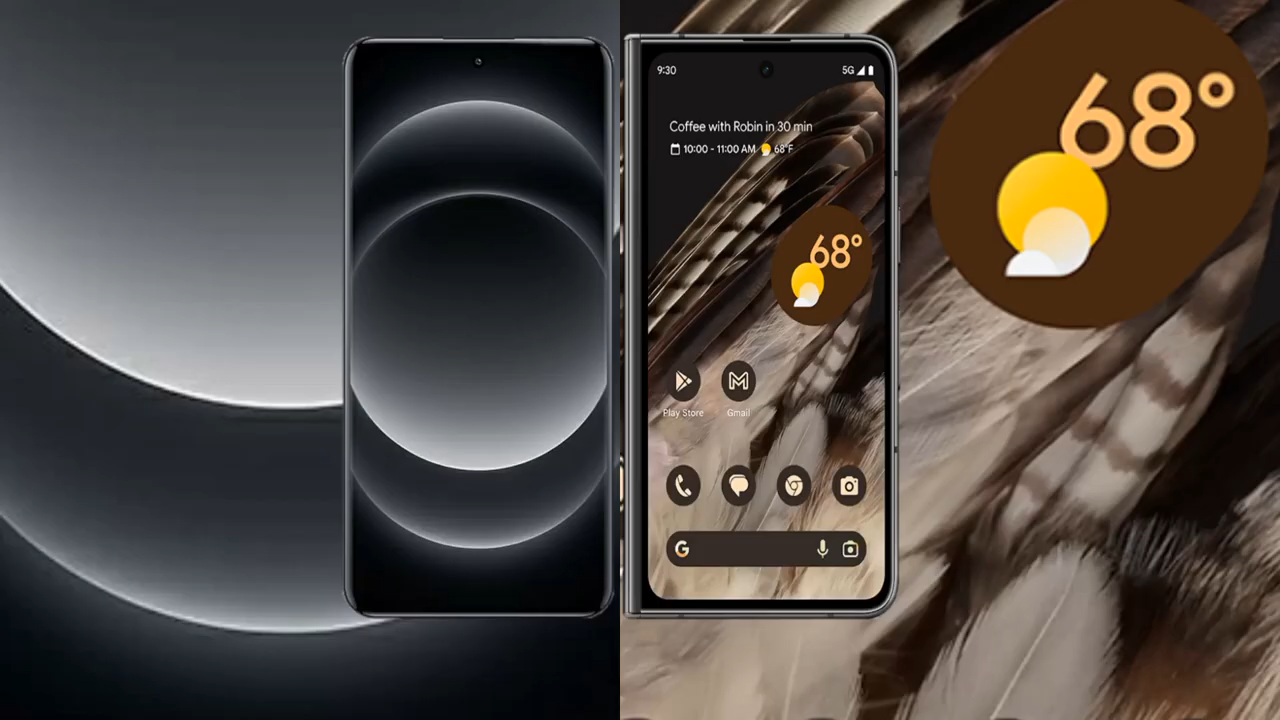 9:30
5G
Coffee with Robin in 30 min
10:00 - 11:00 AM 68°F
68°
Play Store
Gmail
G
68°